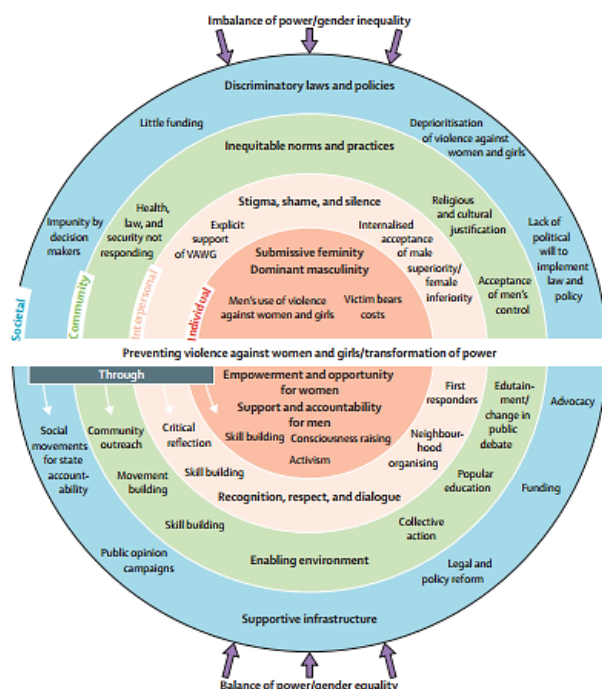 Imbalance of power/gender inequality
Discriminatory laws and policies
Little funding
Deprioritisation
of violence against
women and girls
Inequitable norms and practices
Impunity by
decision
makers
Health,
law, and
security not
responding
Stigma, shame, and silence
Religious
and cultural
justification
Lack of
political
will to
implement
law and
policy
Explicit
support
of VAWG
Internalised
acceptance
of male
superiority/
female
inferiority
Submissive feminity
Dominant masculinity
Acceptance
of men's
control
Men's use of violence
against women and girls
Victim bears
costs
Societal
Community
Interpersonal
Individual
Preventing violence against women and girls/transformation of power
Through
Empowerment and opportunity
for women
Support and accountability
for men
Skill building
Consciousness raising
Activism
First
responders
Edutain-
ment/
change in
public
debate
Advocacy
Social
movements
for state
account-
ability
Community
outreach
Critical
reflection
Neighbour-
hood
organising
Movement
building
Skill building
Popular
education
Funding
Recognition, respect, and dialogue
Skill building
Collective
action
Public opinion
campaigns
Enabling environment
Legal and
policy reform
Supportive infrastructure
Balance of power/gender equality